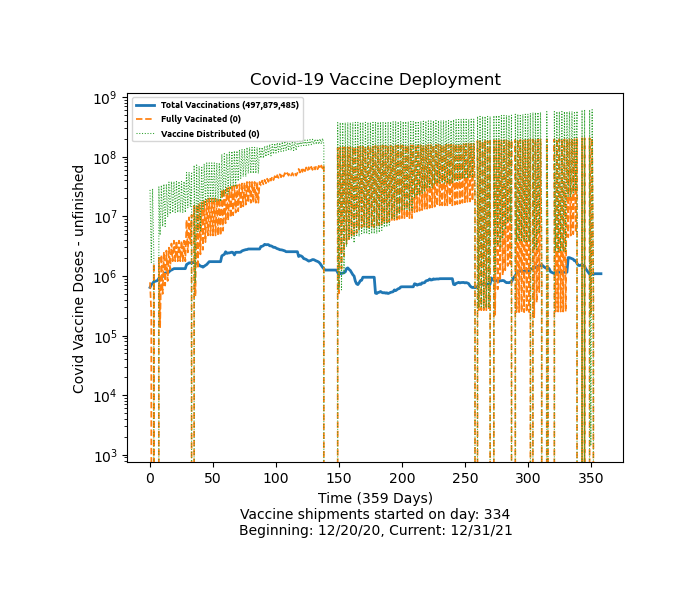 Covid-19 Vaccine Deployment
10⁹
10⁸
10⁷
10⁶
10⁵
10⁴
10³
Covid Vaccine Doses - unfinished
Total Vaccinations (497,879,485)
Fully Vacinated (0)
Vaccine Distributed (0)
0 50 100 150 200 250 300 350
Time (359 Days)
Vaccine shipments started on day: 334
Beginning: 12/20/20, Current: 12/31/21